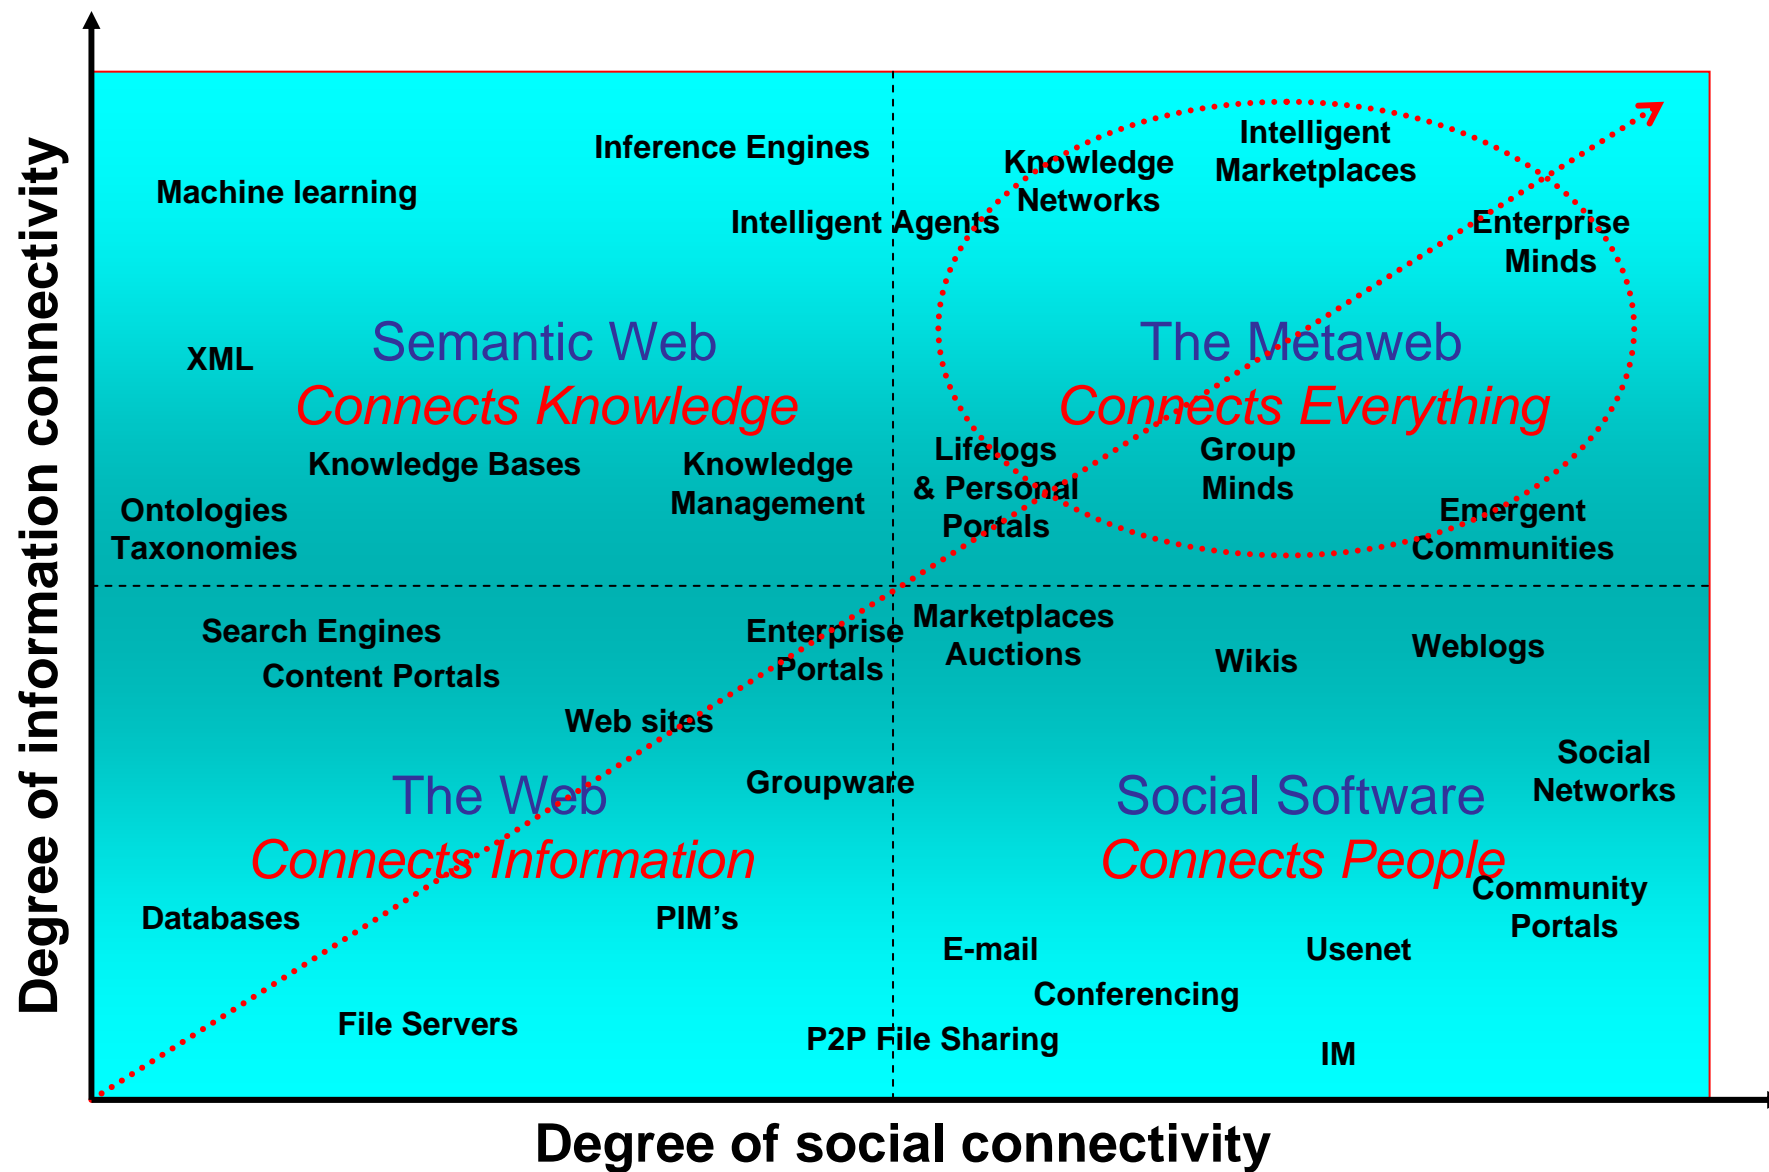 Degree of information connectivity
Inference Engines
Machine learning
Intelligent Agents
Knowledge
Networks
Intelligent
Marketplaces
Enterprise
Minds
Semantic Web
Connects Knowledge
XML
Knowledge Bases
Knowledge
Management
Ontologies
Taxonomies
The Metaweb
Connects Everything
Lifelogs
& Personal
Portals
Group
Minds
Emergent
Communities
Search Engines
Content Portals
Enterprise
Portals
Web sites
Groupware
The Web
Connects Information
Databases
PIM’s
File Servers
P2P File Sharing
Marketplaces
Auctions
Wikis
Weblogs
Social
Networks
Social Software
Connects People
Community
Portals
E-mail
Usenet
Conferencing
IM
Degree of social connectivity